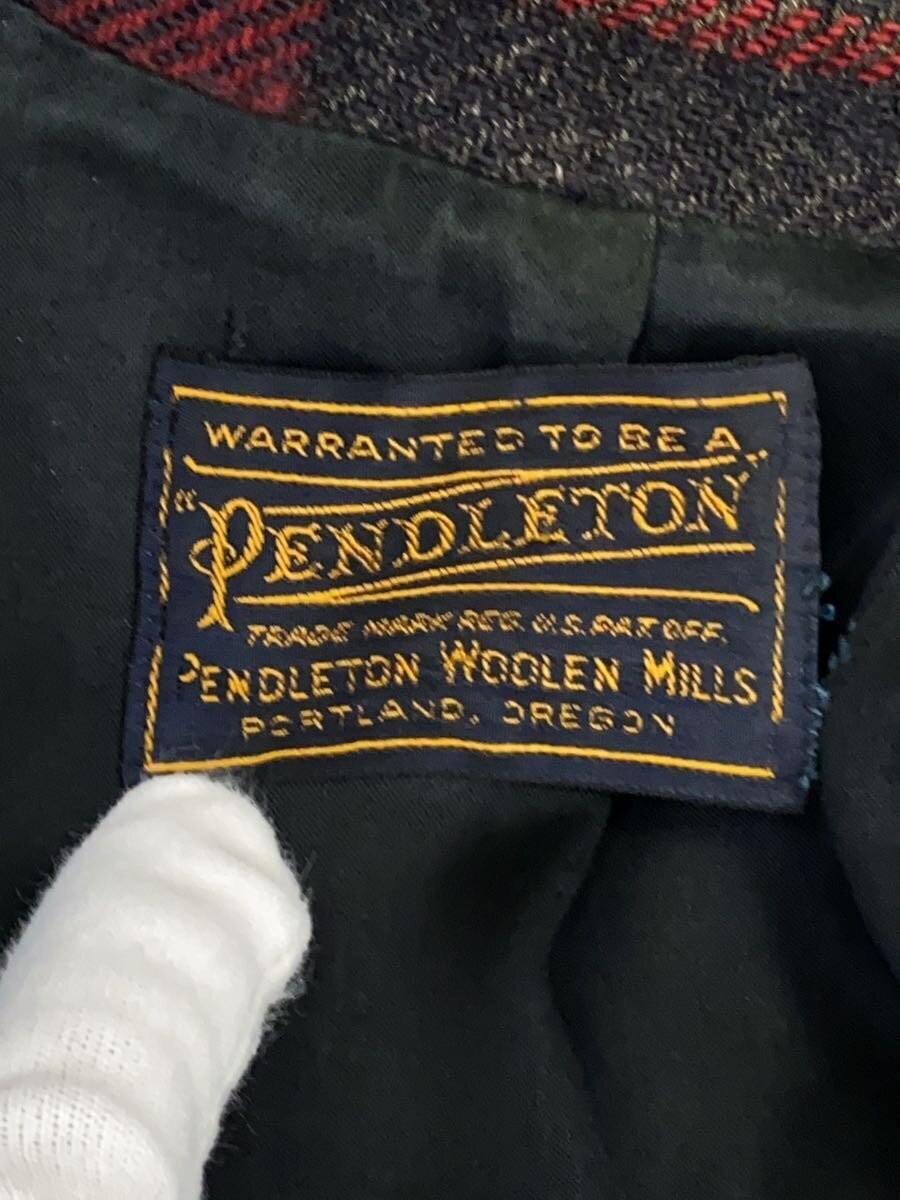 WARRANTED TO BE A
"PENDLETON"
TRADE MARK REG. U.S. PAT OFF.
PENDLETON WOOLEN MILLS
PORTLAND, OREGON